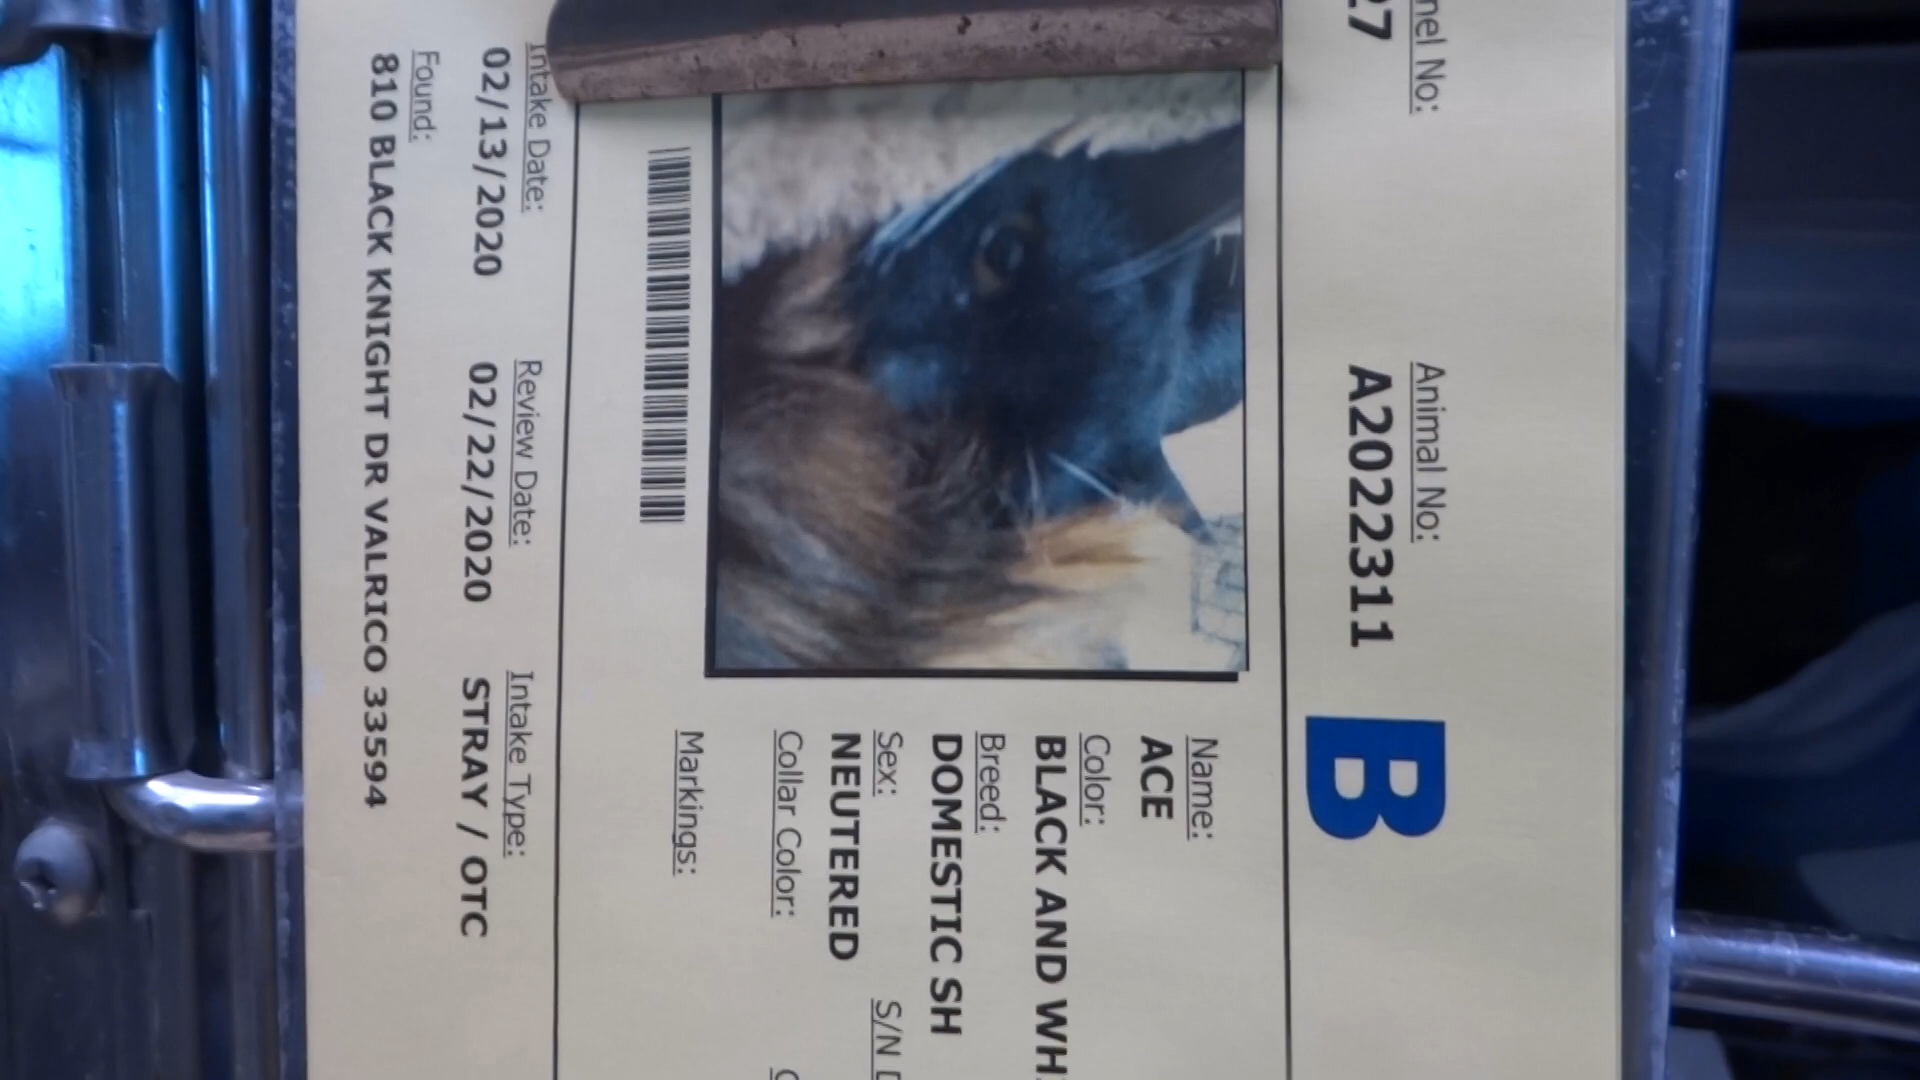 nel No:
Animal No:
27
A2022311
B
Name:
ACE
Color:
BLACK AND WH
Breed:
DOMESTIC SH
Sex:
S/N
NEUTERED
Collar Color:
Markings:
Intake Date:
Review Date:
Intake Type:
02/13/2020
02/22/2020
STRAY / OTC
Found:
810 BLACK KNIGHT DR VALRICO 33594